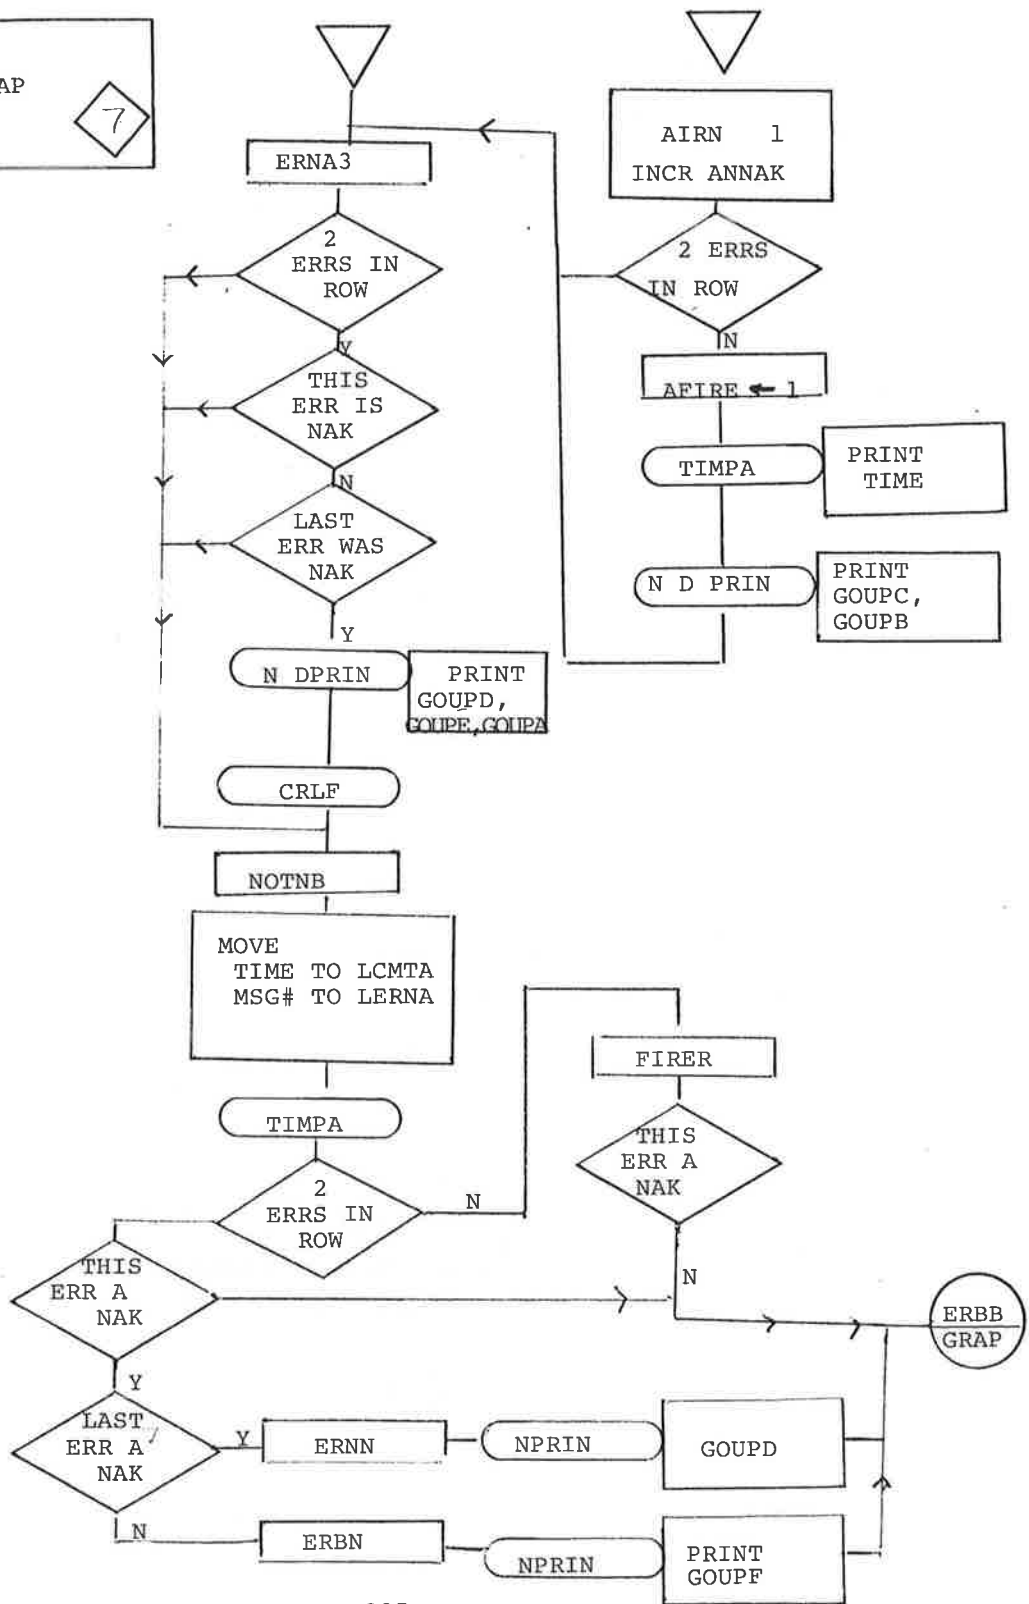 AP
7
ERNA3
2
ERRS IN
ROW
Y
THIS
ERR IS
NAK
N
LAST
ERR WAS
NAK
Y
N DPRIN
PRINT
GOUPD,
GOUPE,GOUPA
CRLF
NOTNB
MOVE
TIME TO LCMTA
MSG# TO LERNA
TIMPA
2
ERRS IN
ROW
N
THIS
ERR A
NAK
Y
LAST
ERR A
NAK
Y
ERNN
NPRIN
GOUPD
N
ERBN
NPRIN
PRINT
GOUPF
AIRN 1
INCR ANNAK
2 ERRS
IN ROW
N
AFIRE ← 1
TIMPA
PRINT
TIME
N D PRIN
PRINT
GOUPC,
GOUPB
FIRER
THIS
ERR A
NAK
N
ERBB
GRAP